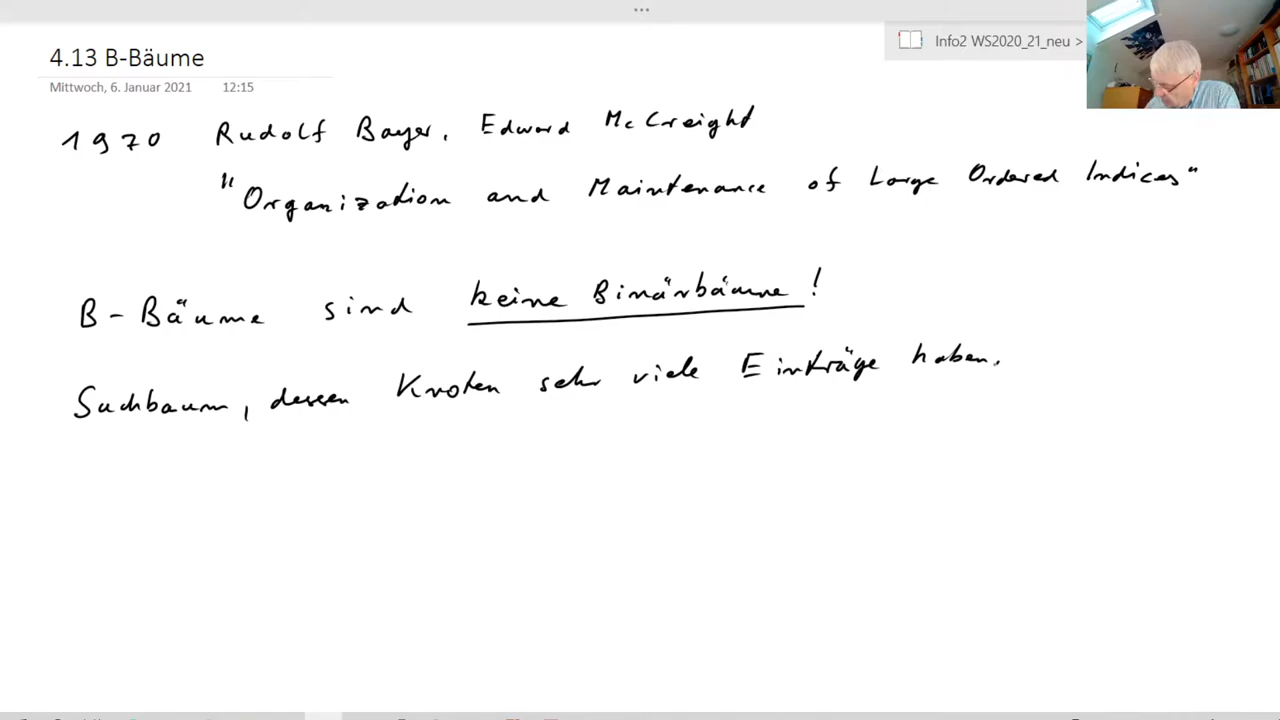 ...
Info2 WS2020_21_neu >
4.13 B-Bäume
Mittwoch, 6. Januar 2021 12:15
1970 Rudolf Bayer, Edward McCreight
"Organization and Maintenance of Large Ordered Indices"
B-Bäume sind keine Binärbäume!
Suchbaum, dessen Knoten sehr viele Einträge haben.